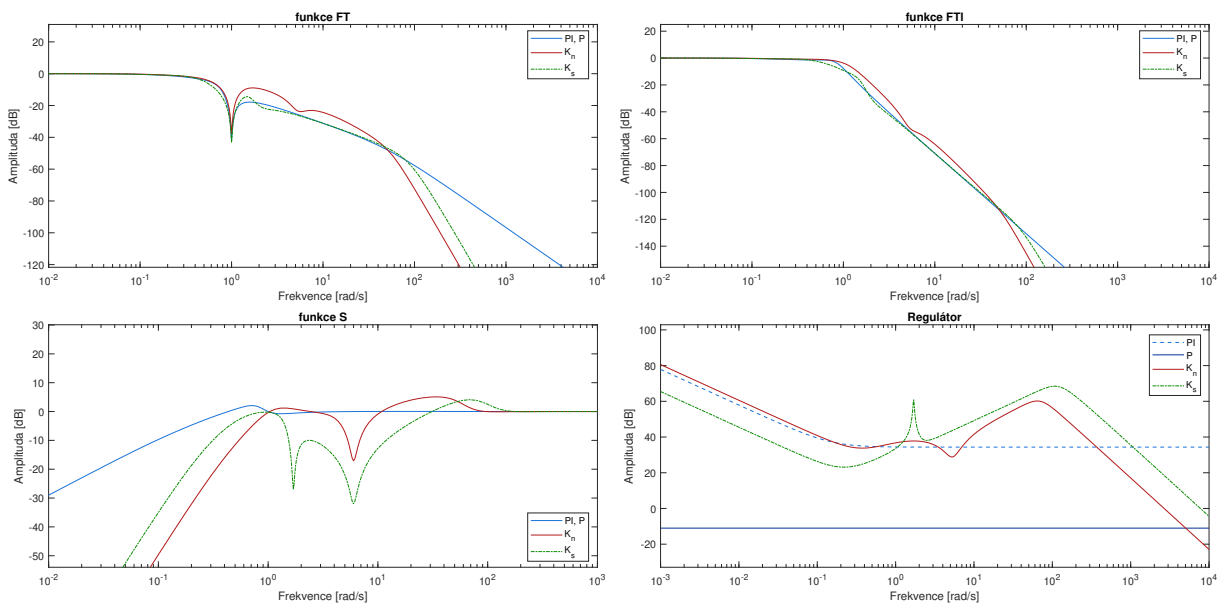 funkce FT
Amplituda [dB]
20
0
-20
-40
-60
-80
-100
-120
PI, P
K_n
K_s
10^-2 10^-1 10^0 10^1 10^2 10^3 10^4
Frekvence [rad/s]
funkce FTI
Amplituda [dB]
20
0
-20
-40
-60
-80
-100
-120
-140
PI, P
K_n
K_s
10^-2 10^-1 10^0 10^1 10^2 10^3 10^4
Frekvence [rad/s]
funkce S
Amplituda [dB]
30
20
10
0
-10
-20
-30
-40
-50
PI, P
K_n
K_s
10^-2 10^-1 10^0 10^1 10^2 10^3
Frekvence [rad/s]
Regulátor
Amplituda [dB]
100
80
60
40
20
0
-20
PI
P
K_n
K_s
10^-3 10^-2 10^-1 10^0 10^1 10^2 10^3 10^4
Frekvence [rad/s]